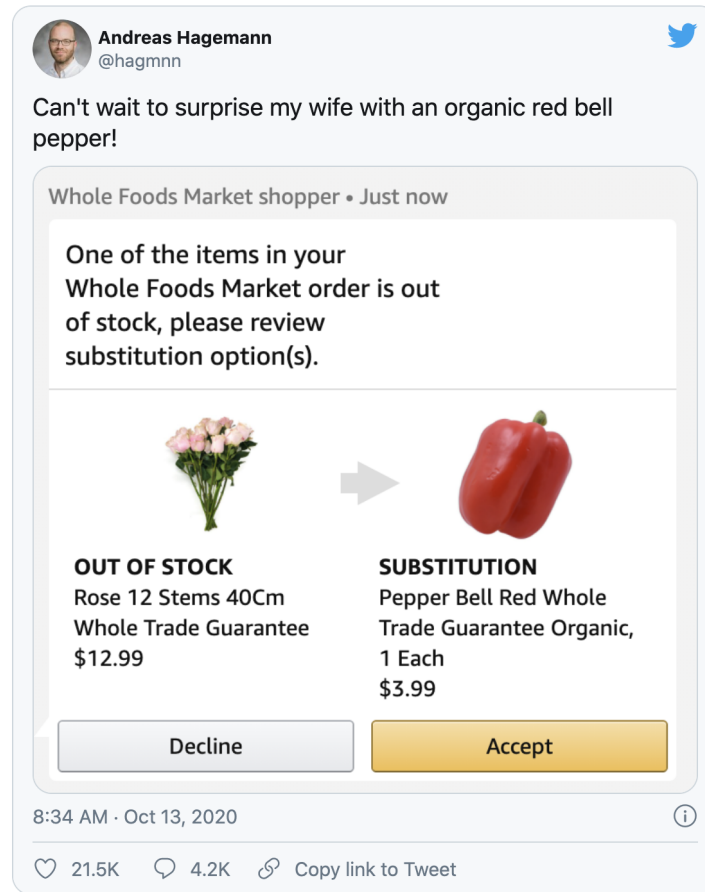 Andreas Hagemann
@hagmnn
Can't wait to surprise my wife with an organic red bell
pepper!
Whole Foods Market shopper • Just now
One of the items in your
Whole Foods Market order is out
of stock, please review
substitution option(s).
OUT OF STOCK
Rose 12 Stems 40Cm
Whole Trade Guarantee
$12.99
SUBSTITUTION
Pepper Bell Red Whole
Trade Guarantee Organic,
1 Each
$3.99
Decline
Accept
8:34 AM · Oct 13, 2020
21.5K
4.2K
Copy link to Tweet